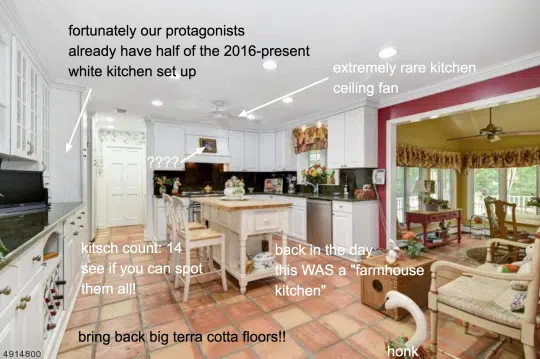 fortunately our protagonists
already have half of the 2016-present
white kitchen set up
extremely rare kitchen
ceiling fan
????
kitsch count: 14
see if you can spot
them all!
back in the day
this WAS a "farmhouse
kitchen"
bring back big terra cotta floors!!
honk
4914800